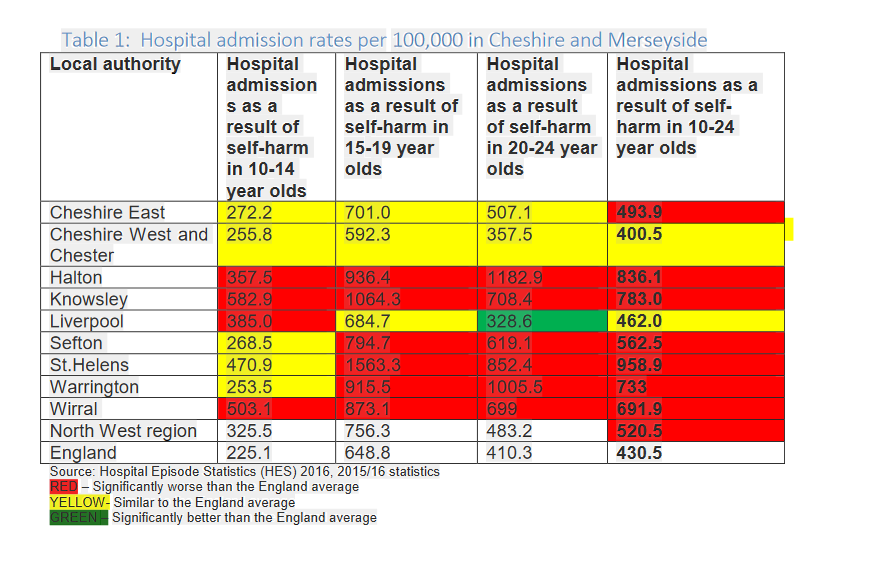 Table 1: Hospital admission rates per 100,000 in Cheshire and Merseyside
Local authority
Hospital
admission
s as a
result of
self-harm
in 10-14
year olds
Hospital
admissions
as a result of
self-harm in
15-19 year
olds
Hospital
admissions
as a result
of self-harm
in 20-24 year
olds
Hospital
admissions as a
result of self-
harm in 10-24
year olds
Cheshire East 272.2 701.0 507.1 493.9
Cheshire West and 255.8 592.3 357.5 400.5
Chester
Halton 357.5 936.4 1182.9 836.1
Knowsley 582.9 1064.3 708.4 783.0
Liverpool 385.0 684.7 328.6 462.0
Sefton 268.5 794.7 619.1 562.5
St.Helens 470.9 1563.3 852.4 958.9
Warrington 253.5 915.5 1005.5 733
Wirral 503.1 873.1 699 691.9
North West region 325.5 756.3 483.2 520.5
England 225.1 648.8 410.3 430.5
Source: Hospital Episode Statistics (HES) 2016, 2015/16 statistics
RED – Significantly worse than the England average
YELLOW- Similar to the England average
GREEN – Significantly better than the England average